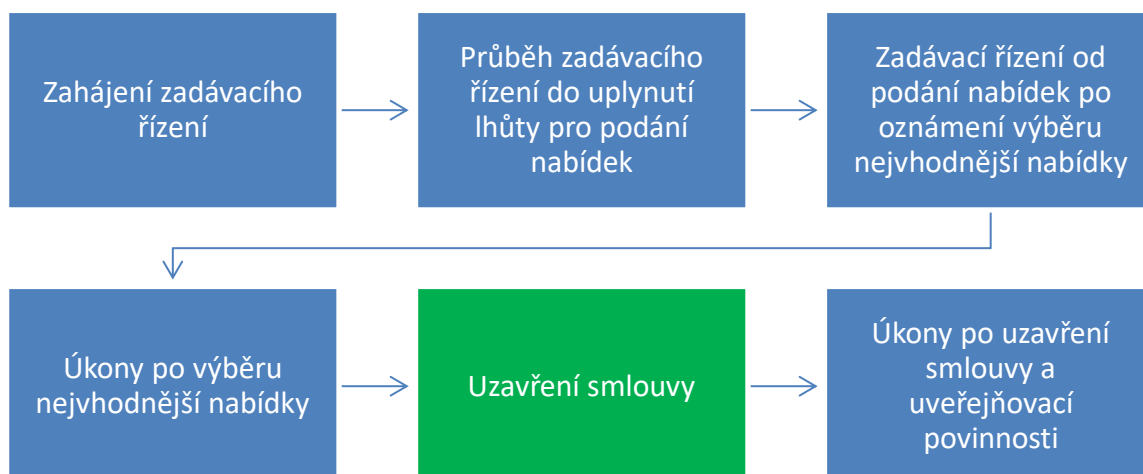 Zahájení zadávacího
řízení
Průběh zadávacího
řízení do uplynutí
lhůty pro podání
nabídek
Zadávací řízení od
podání nabídek po
oznámení výběru
nejvhodnější nabídky
Úkony po výběru
nejvhodnější nabídky
Uzavření smlouvy
Úkony po uzavření
smlouvy a
uveřejňovací
povinnosti